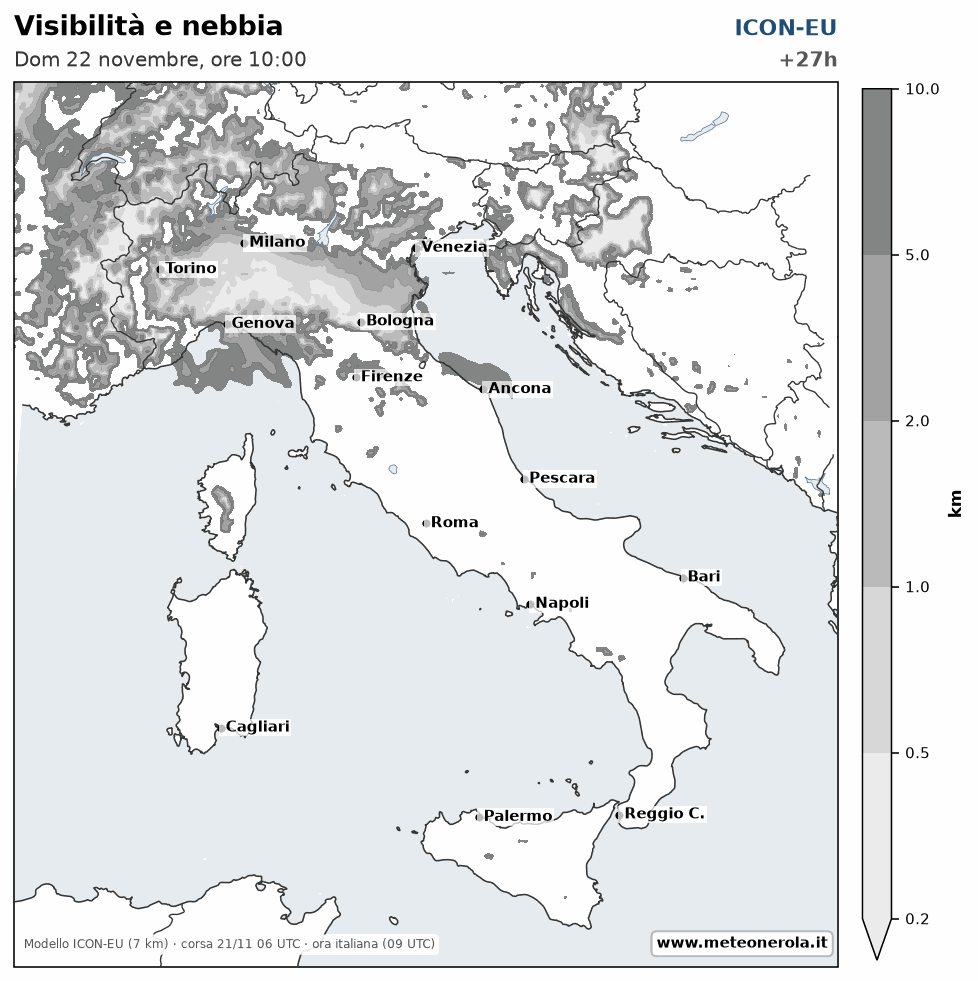 Visibilità e nebbia
ICON-EU
Dom 22 novembre, ore 10:00
+27h
10.0
5.0
2.0
1.0
0.5
0.2
km
Milano
Venezia
Torino
Genova
Bologna
Firenze
Ancona
Pescara
Roma
Bari
Napoli
Cagliari
Palermo
Reggio C.
Modello ICON-EU (7 km) · corsa 21/11 06 UTC · ora italiana (09 UTC)
www.meteonerola.it